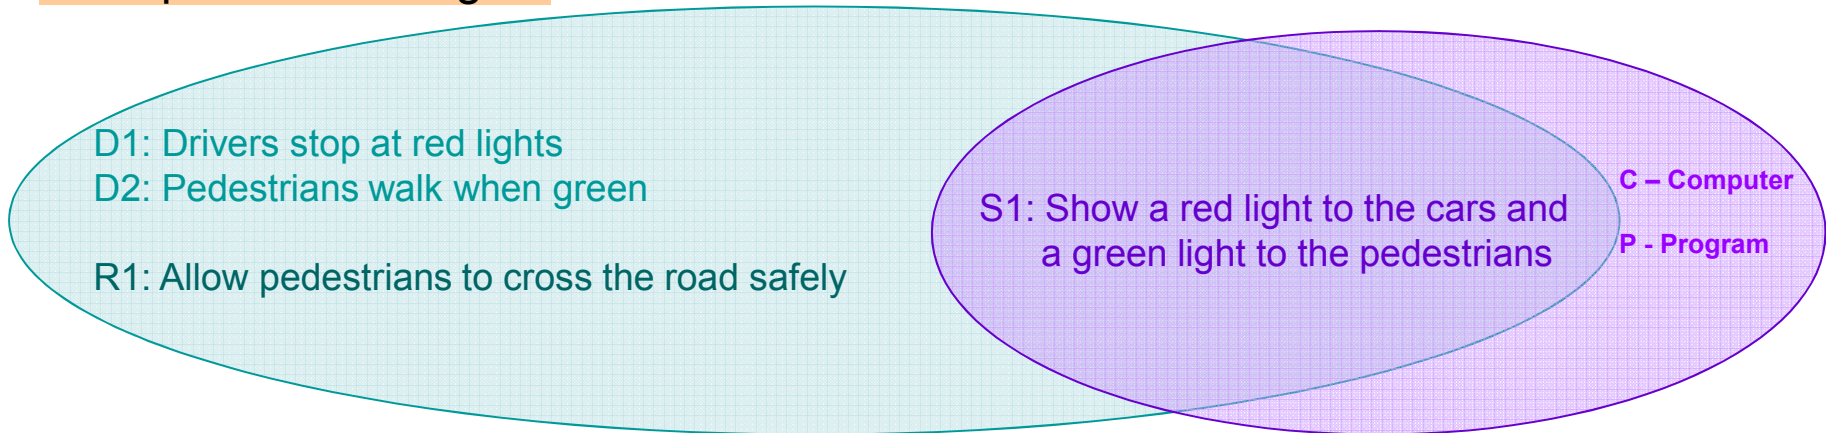 D1: Drivers stop at red lights
D2: Pedestrians walk when green
R1: Allow pedestrians to cross the road safely
S1: Show a red light to the cars and
a green light to the pedestrians
C – Computer
P - Program